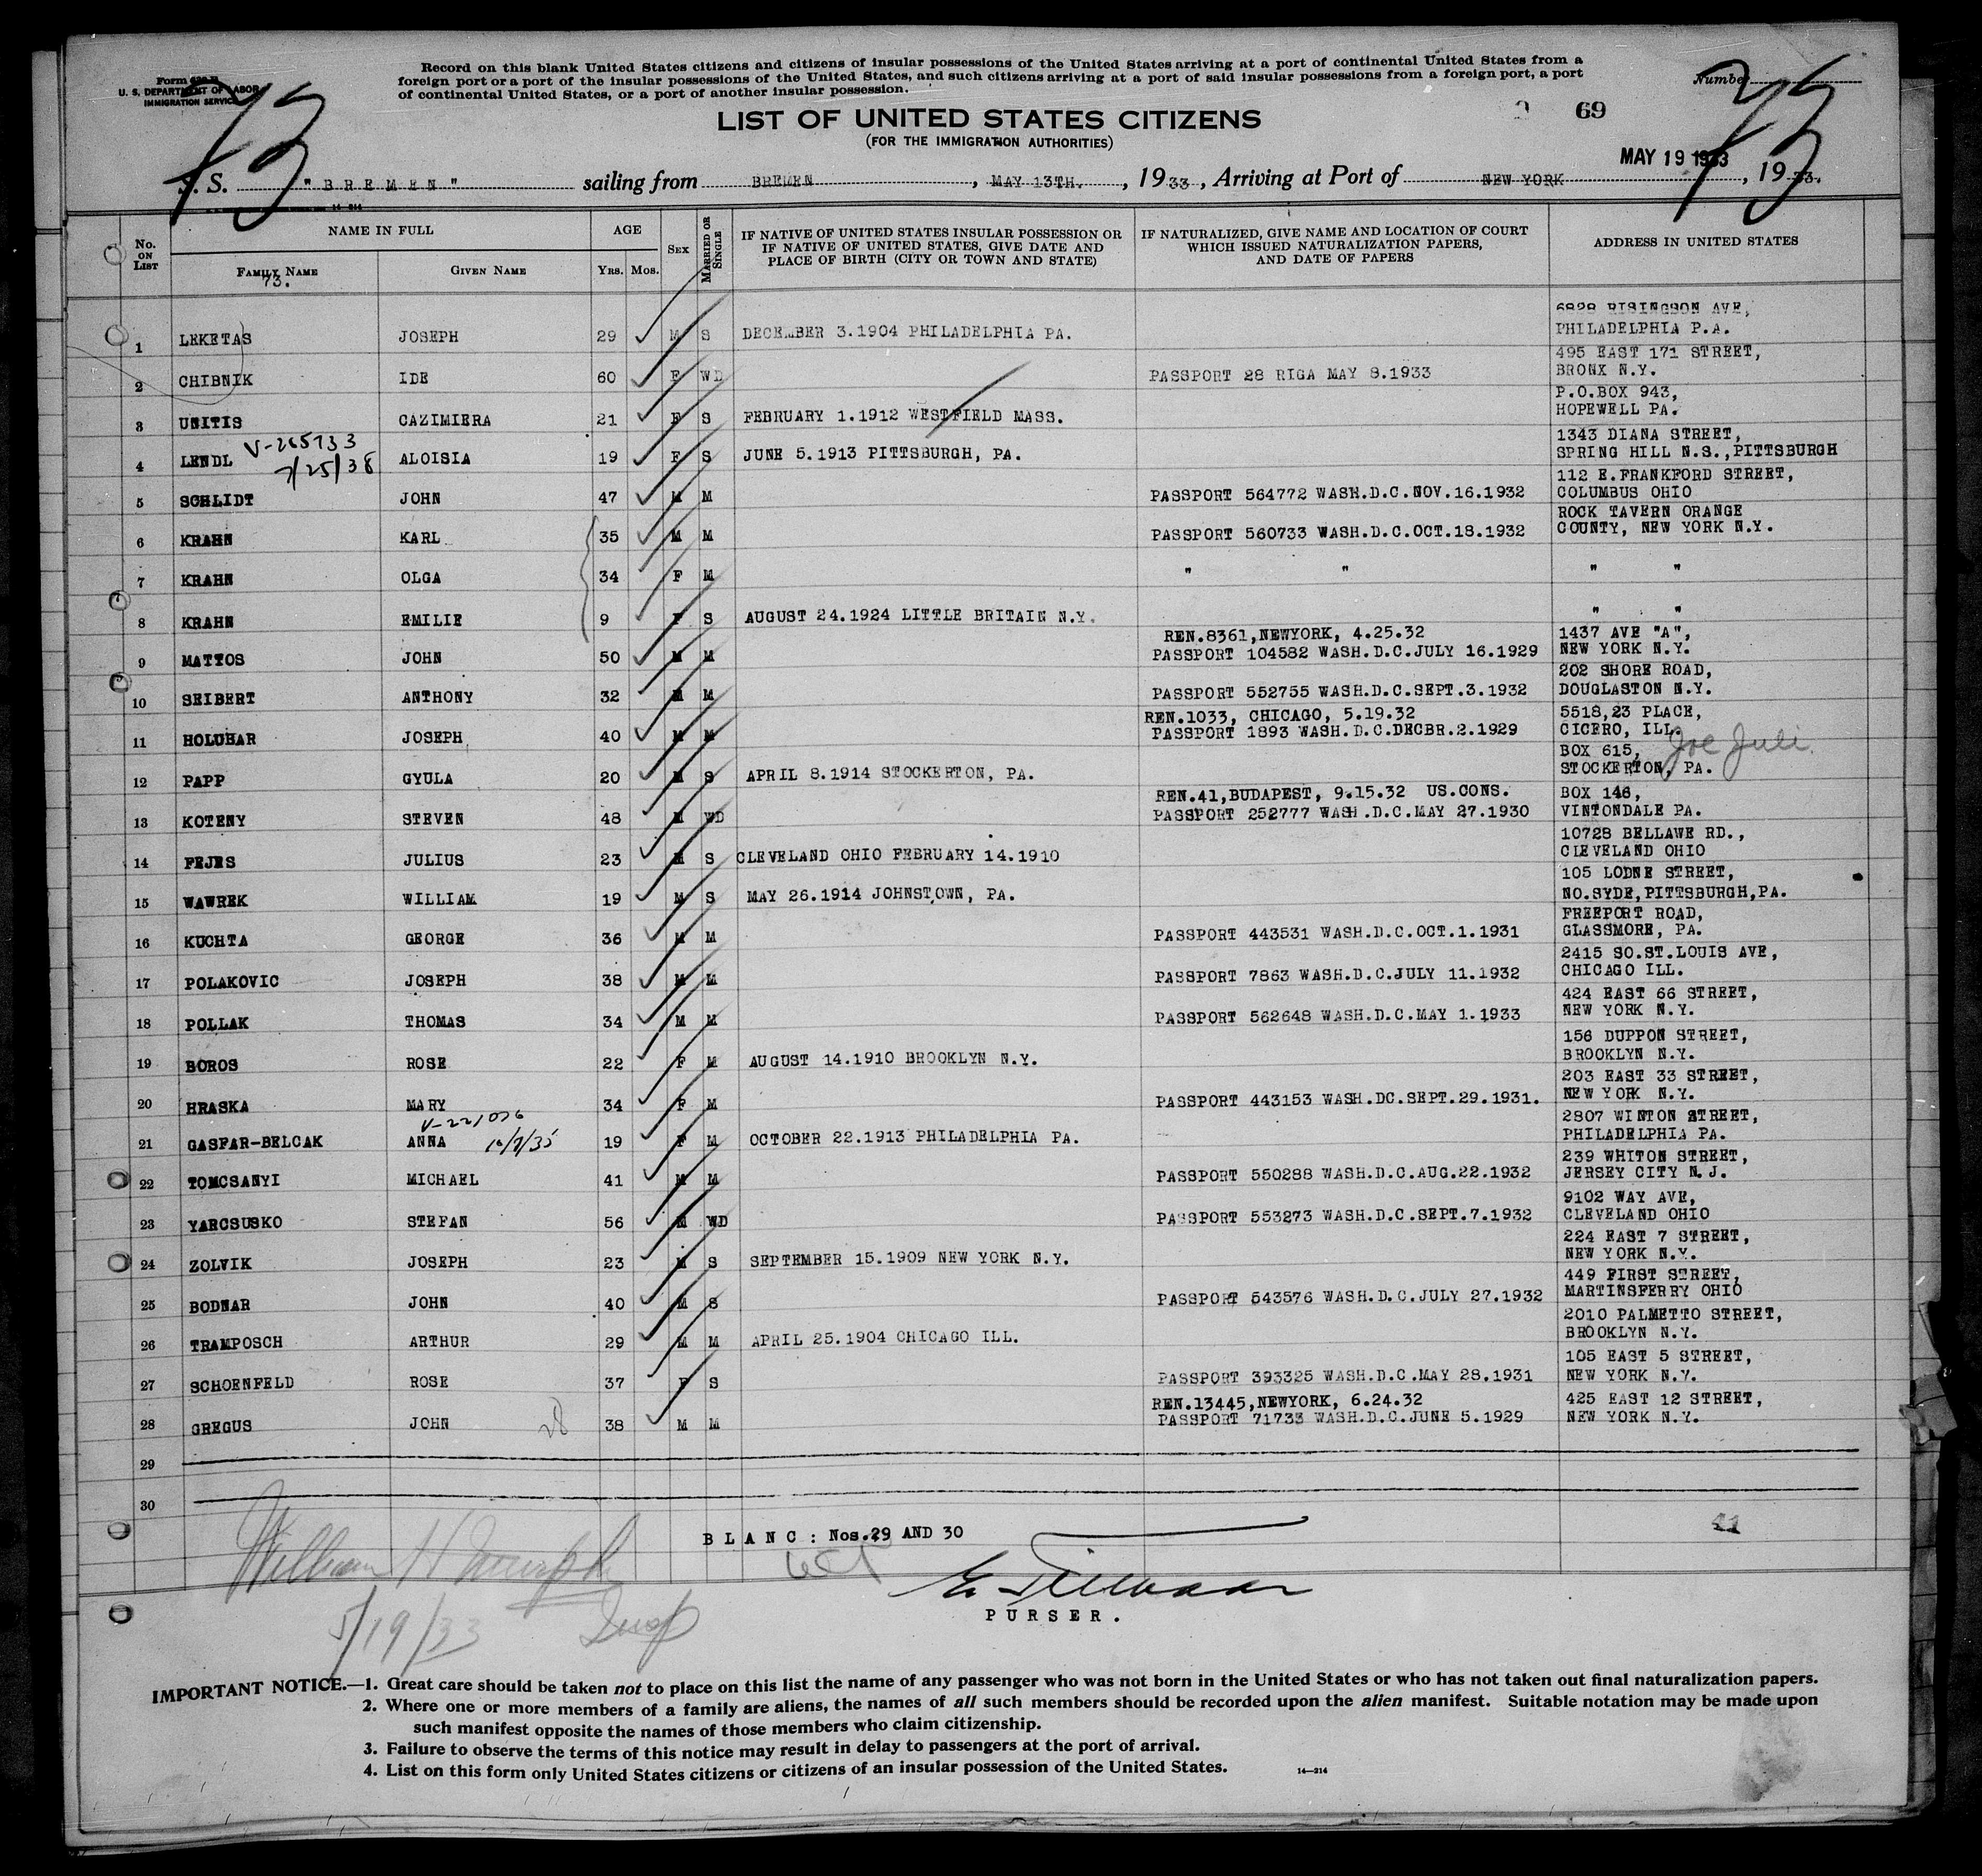 Form 630-B
U. S. DEPARTMENT OF LABOR
IMMIGRATION SERVICE
Record on this blank United States citizens and citizens of insular possessions of the United States arriving at a port of continental United States from a
foreign port or a port of the insular possessions of the United States, and such citizens arriving at a port of said insular possessions from a foreign port, a port
of continental United States, or a port of another insular possession.
Number
73
73
69
LIST OF UNITED STATES CITIZENS
(FOR THE IMMIGRATION AUTHORITIES)
MAY 19 1933
S. S. "BREMEN" sailing from BREMEN, MAY 13TH., 1933, Arriving at Port of NEW YORK, 1933.
14-214
No. ON LIST
NAME IN FULL
FAMILY NAME
73.
GIVEN NAME
AGE
YRS. MOS.
SEX
MARRIED OR SINGLE
IF NATIVE OF UNITED STATES INSULAR POSSESSION OR
IF NATIVE OF UNITED STATES, GIVE DATE AND
PLACE OF BIRTH (CITY OR TOWN AND STATE)
IF NATURALIZED, GIVE NAME AND LOCATION OF COURT
WHICH ISSUED NATURALIZATION PAPERS,
AND DATE OF PAPERS
ADDRESS IN UNITED STATES
6828 RISINGSON AVE,
1 LEKETAS JOSEPH 29 M S DECEMBER 3.1904 PHILADELPHIA PA. PHILADELPHIA P.A.
495 EAST 171 STREET,
2 CHIBNIK IDE 60 F WD PASSPORT 28 RIGA MAY 8.1933 BRONX N.Y.
P.O.BOX 943,
3 UNITIS CAZIMIERA 21 F S FEBRUARY 1.1912 WESTFIELD MASS. HOPEWELL PA.
V-265733
7/25/38
1343 DIANA STREET,
4 LENDL ALOISIA 19 F S JUNE 5.1913 PITTSBURGH, PA. SPRING HILL N.S.,PITTSBURGH
112 E.FRANKFORD STREET,
5 SCHLIDT JOHN 47 M M PASSPORT 564772 WASH.D.C.NOV.16.1932 COLUMBUS OHIO
ROCK TAVERN ORANGE
6 KRAHN KARL 35 M M PASSPORT 560733 WASH.D.C.OCT.18.1932 COUNTY, NEW YORK N.Y.
7 KRAHN OLGA 34 F M " " " "
8 KRAHN EMILIE 9 F S AUGUST 24.1924 LITTLE BRITAIN N.Y. " "
REN.8361,NEWYORK, 4.25.32 1437 AVE "A",
9 MATTOS JOHN 50 M M PASSPORT 104582 WASH.D.C.JULY 16.1929 NEW YORK N.Y.
202 SHORE ROAD,
10 SEIBERT ANTHONY 32 M M PASSPORT 552755 WASH.D.C.SEPT.3.1932 DOUGLASTON N.Y.
REN.1033, CHICAGO, 5.19.32 5518,23 PLACE,
11 HOLUBAR JOSEPH 40 M M PASSPORT 1893 WASH.D.C.DECBR.2.1929 CICERO, ILL.
BOX 615,
12 PAPP GYULA 20 M S APRIL 8.1914 STOCKERTON, PA. STOCKERTON, PA.
REN.41,BUDAPEST, 9.15.32 US.CONS. BOX 146,
13 KOTENY STEVEN 48 M WD PASSPORT 252777 WASH.D.C.MAY 27.1930 VINTONDALE PA.
10728 BELLAWE RD.,
14 FEJES JULIUS 23 M S CLEVELAND OHIO FEBRUARY 14.1910 CLEVELAND OHIO
105 LODNE STREET,
15 WAWREK WILLIAM 19 M S MAY 26.1914 JOHNSTOWN, PA. NO.SYDE,PITTSBURGH,PA.
FREEPORT ROAD,
16 KUCHTA GEORGE 36 M M PASSPORT 443531 WASH.D.C.OCT.1.1931 GLASSMORE, PA.
2415 SO.ST.LOUIS AVE,
17 POLAKOVIC JOSEPH 38 M M PASSPORT 7863 WASH.D.C.JULY 11.1932 CHICAGO ILL.
424 EAST 66 STREET,
18 POLLAK THOMAS 34 M M PASSPORT 562648 WASH.D.C.MAY 1.1933 NEW YORK N.Y.
156 DUPPON STREET,
19 BOROS ROSE 22 F M AUGUST 14.1910 BROOKLYN N.Y. BROOKLYN N.Y.
203 EAST 33 STREET,
20 HRASKA MARY 34 F M PASSPORT 443153 WASH.DC.SEPT.29.1931. NEW YORK N.Y.
2807 WINTON STREET,
21 GASPAR-BELCAK ANNA 19 F M OCTOBER 22.1913 PHILADELPHIA PA. PHILADELPHIA PA.
239 WHITON STREET,
22 TOMCSANYI MICHAEL 41 M M PASSPORT 550288 WASH.D.C.AUG.22.1932 JERSEY CITY N.J.
9102 WAY AVE,
23 YARCSUSKO STEFAN 56 M WD PASSPORT 553273 WASH.D.C.SEPT.7.1932 CLEVELAND OHIO
224 EAST 7 STREET,
24 ZOLVIK JOSEPH 23 M S SEPTEMBER 15.1909 NEW YORK N.Y. NEW YORK N.Y.
449 FIRST STREET,
25 BODNAR JOHN 40 M S PASSPORT 543576 WASH.D.C.JULY 27.1932 MARTINSFERRY OHIO
2010 PALMETTO STREET,
26 TRAMPOSCH ARTHUR 29 M M APRIL 25.1904 CHICAGO ILL. BROOKLYN N.Y.
105 EAST 5 STREET,
27 SCHOENFELD ROSE 37 F S PASSPORT 393325 WASH.D.C.MAY 28.1931 NEW YORK N.Y.
REN.13445,NEWYORK, 6.24.32 425 EAST 12 STREET,
28 GREGUS JOHN 28 38 M M PASSPORT 71733 WASH.D.C.JUNE 5.1929 NEW YORK N.Y.
29
30
BLANC: Nos.29 AND 30
William H
5/19/33 Insp
PURSER.
IMPORTANT NOTICE.—1. Great care should be taken not to place on this list the name of any passenger who was not born in the United States or who has not taken out final naturalization papers.
2. Where one or more members of a family are aliens, the names of all such members should be recorded upon the alien manifest. Suitable notation may be made upon
such manifest opposite the names of those members who claim citizenship.
3. Failure to observe the terms of this notice may result in delay to passengers at the port of arrival.
4. List on this form only United States citizens or citizens of an insular possession of the United States.
14—214